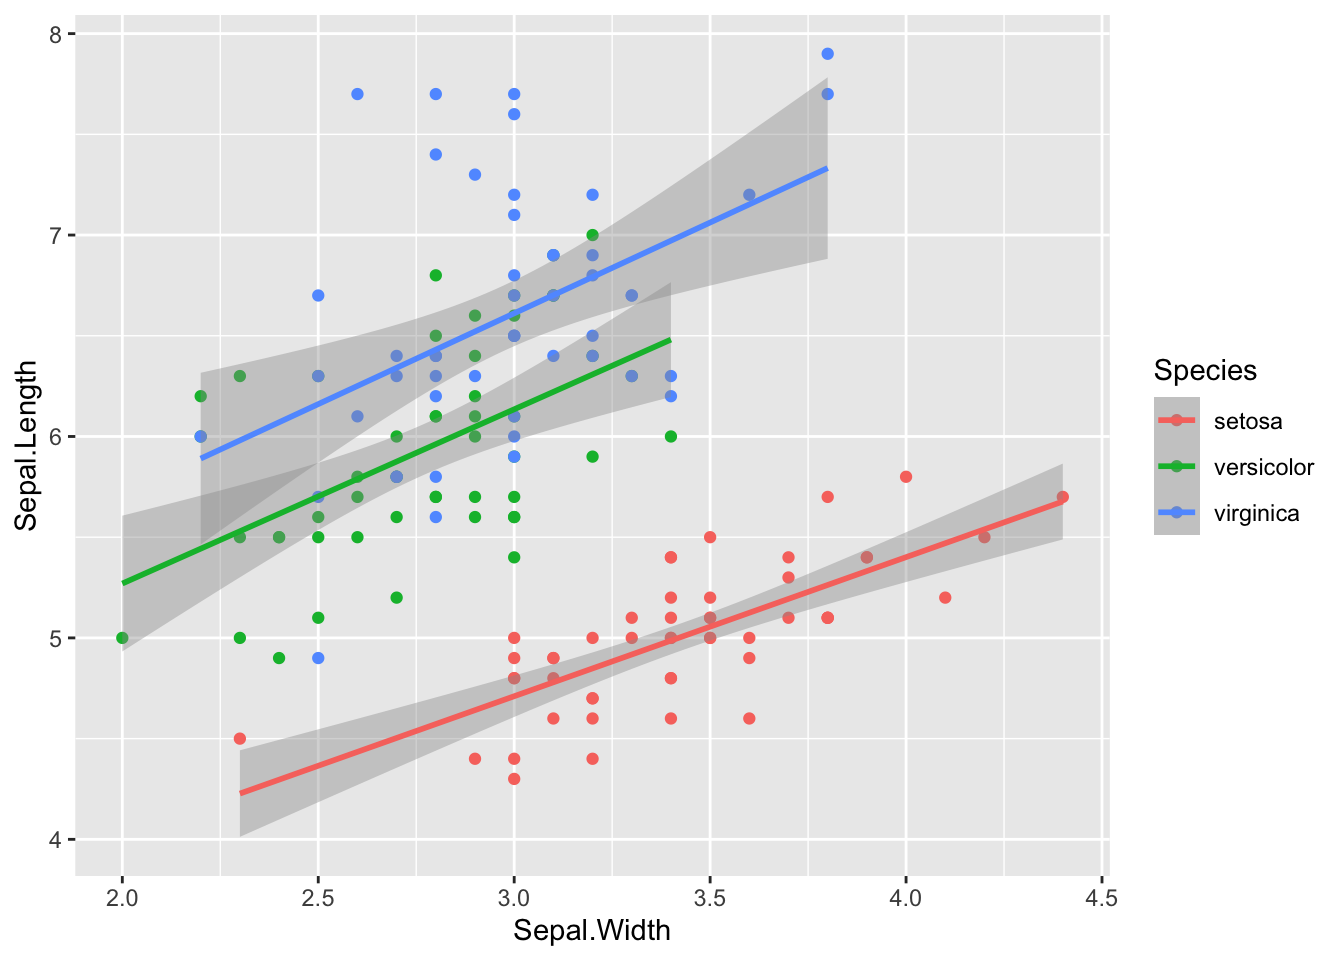 8
7
6
5
4
Sepal.Length
2.0 2.5 3.0 3.5 4.0 4.5
Sepal.Width
Species
setosa
versicolor
virginica